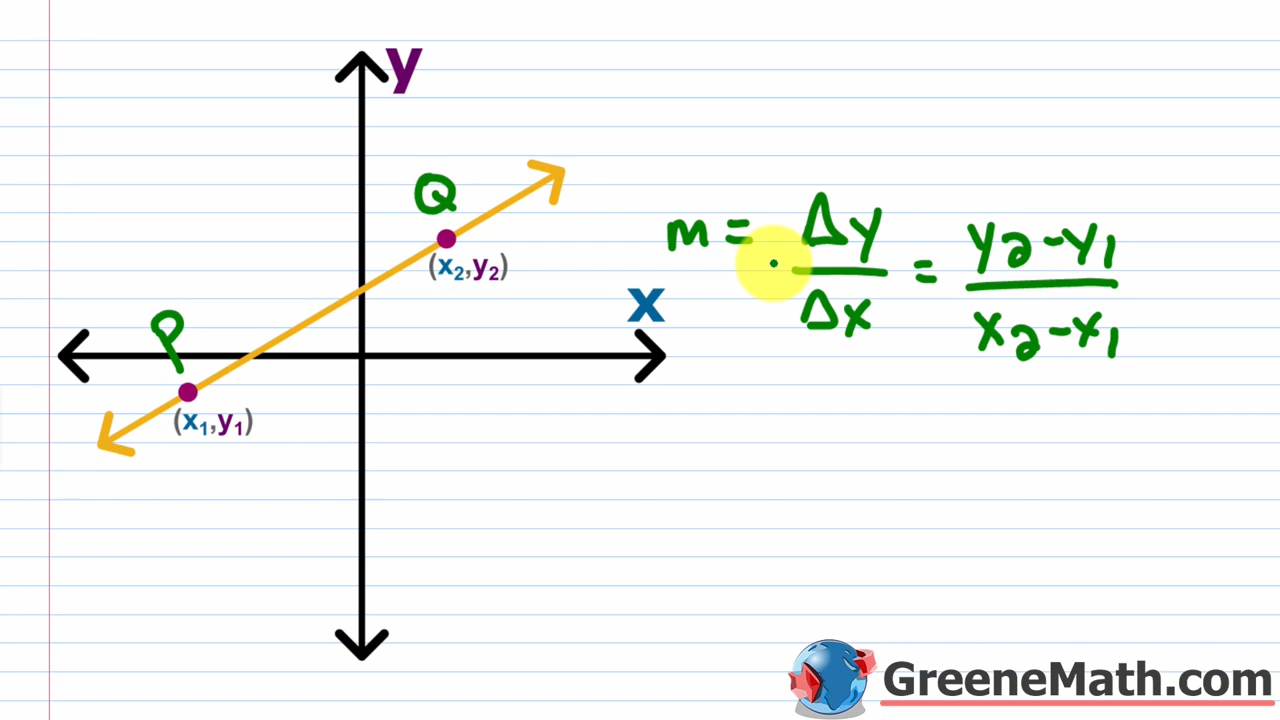 y
Q
(x₂,y₂)
x
P
(x₁,y₁)
m = Δy/Δx = y₂-y₁/x₂-x₁
GreeneMath.com